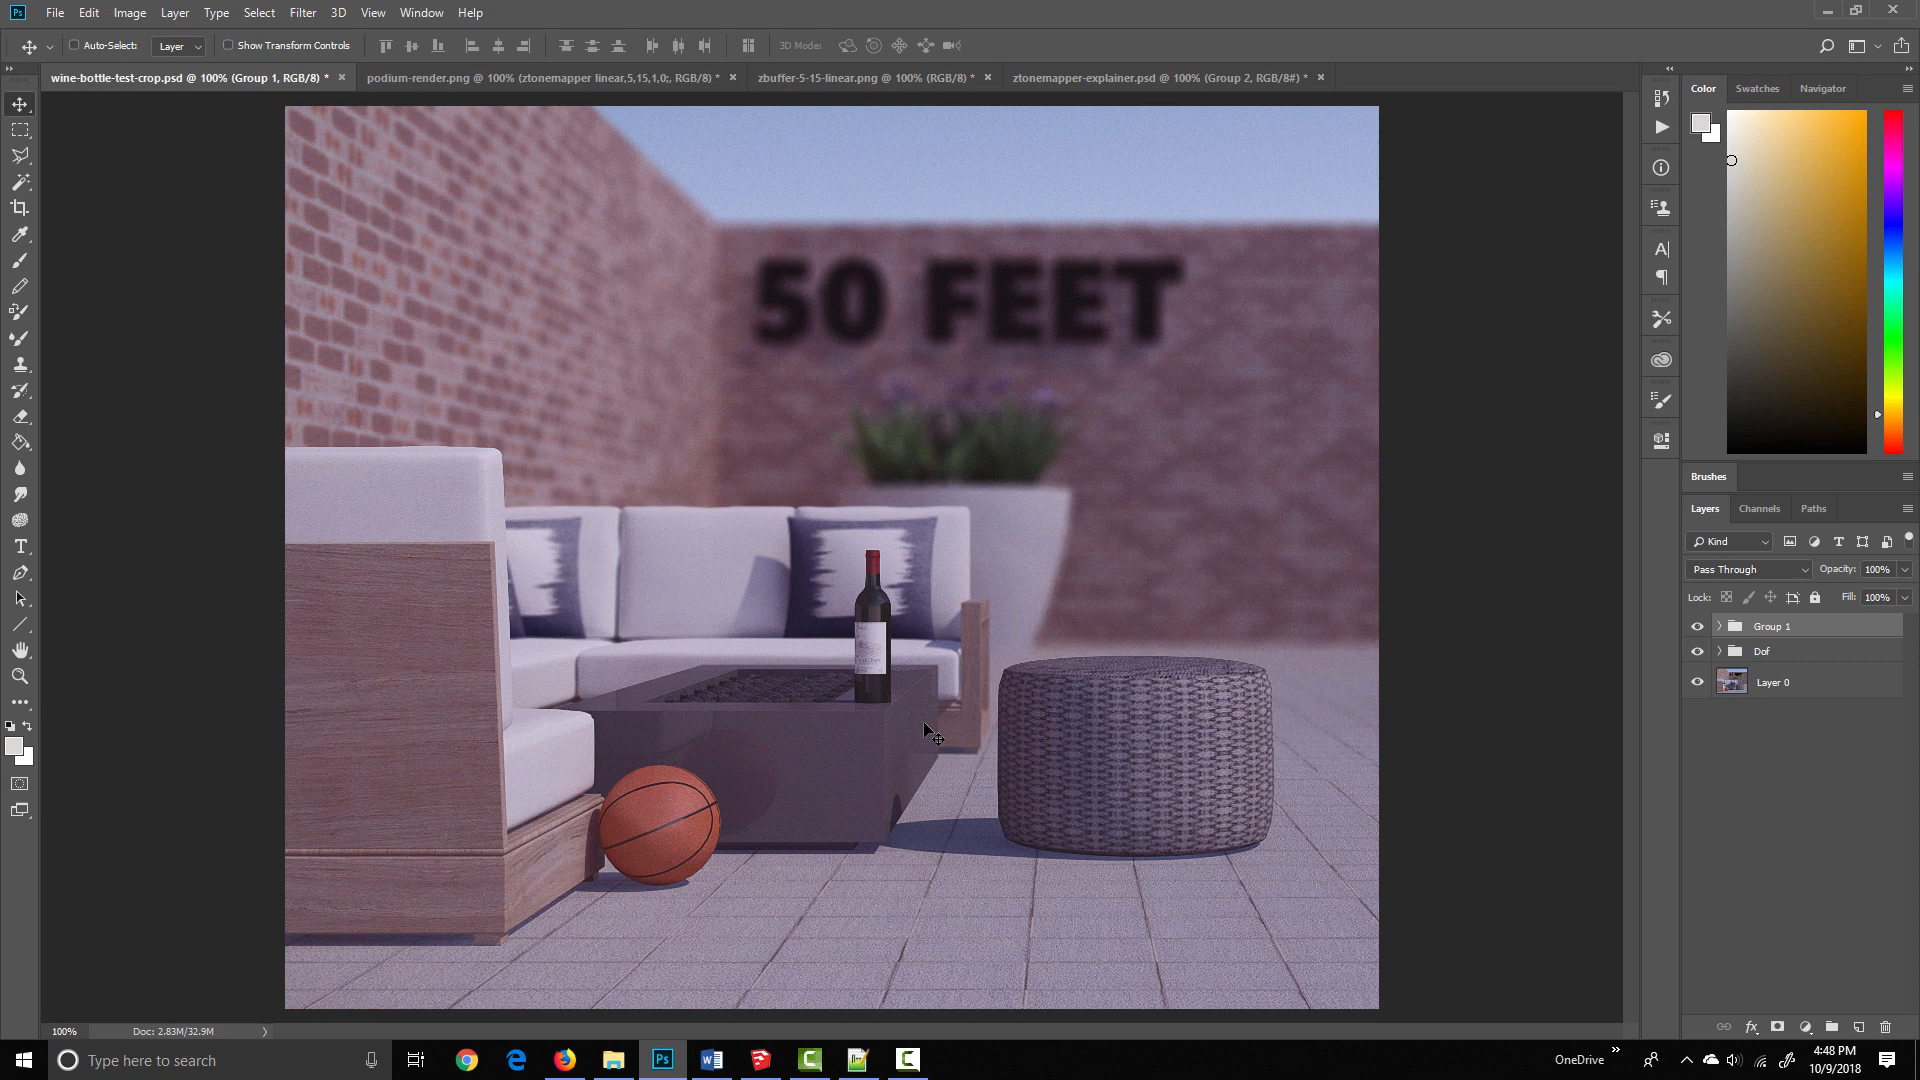 Ps File Edit Image Layer Type Select Filter 3D View Window Help
Auto-Select: Layer Show Transform Controls 3D Mode:
wine-bottle-test-crop.psd @ 100% (Group 1, RGB/8) * podium-render.png @ 100% (ztonemapper linear,5,15,1,0;, RGB/8) * zbuffer-5-15-linear.png @ 100% (RGB/8) * ztonemapper-explainer.psd @ 100% (Group 2, RGB/8#) *
Color Swatches Navigator
50 FEET
Brushes
Layers Channels Paths
Kind
Pass Through Opacity: 100%
Lock: Fill: 100%
Group 1
Dof
Layer 0
100% Doc: 2.83M/32.9M
Type here to search
Ps
OneDrive
4:48 PM
10/9/2018